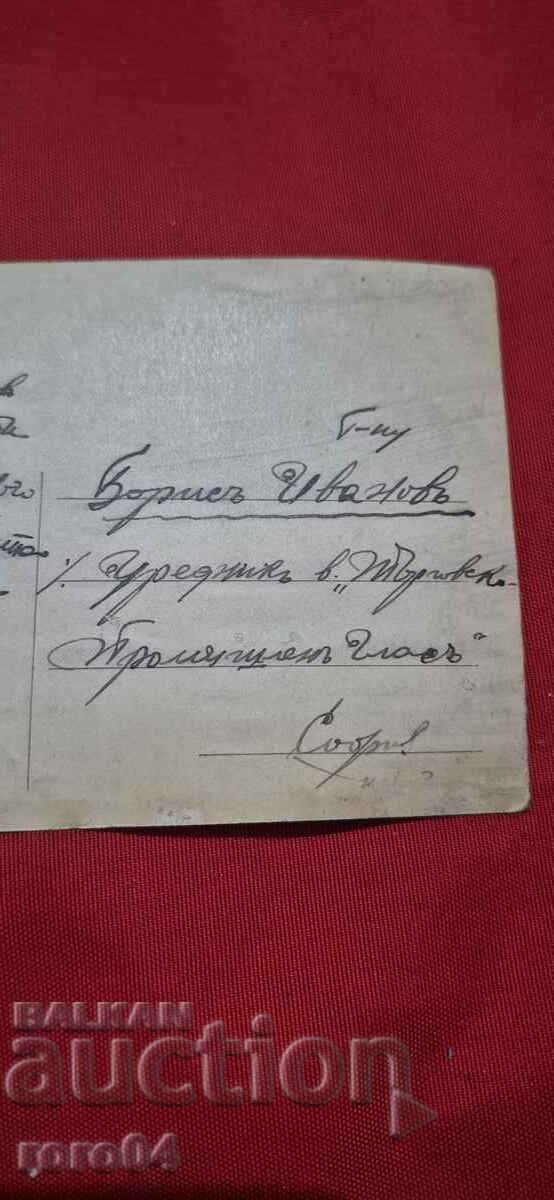 Г-ну
Борисъ Ивановъ
% Уредникъ в. „Търговско-
Промишленъ Гласъ"
София
BALKAN
auction
roro04